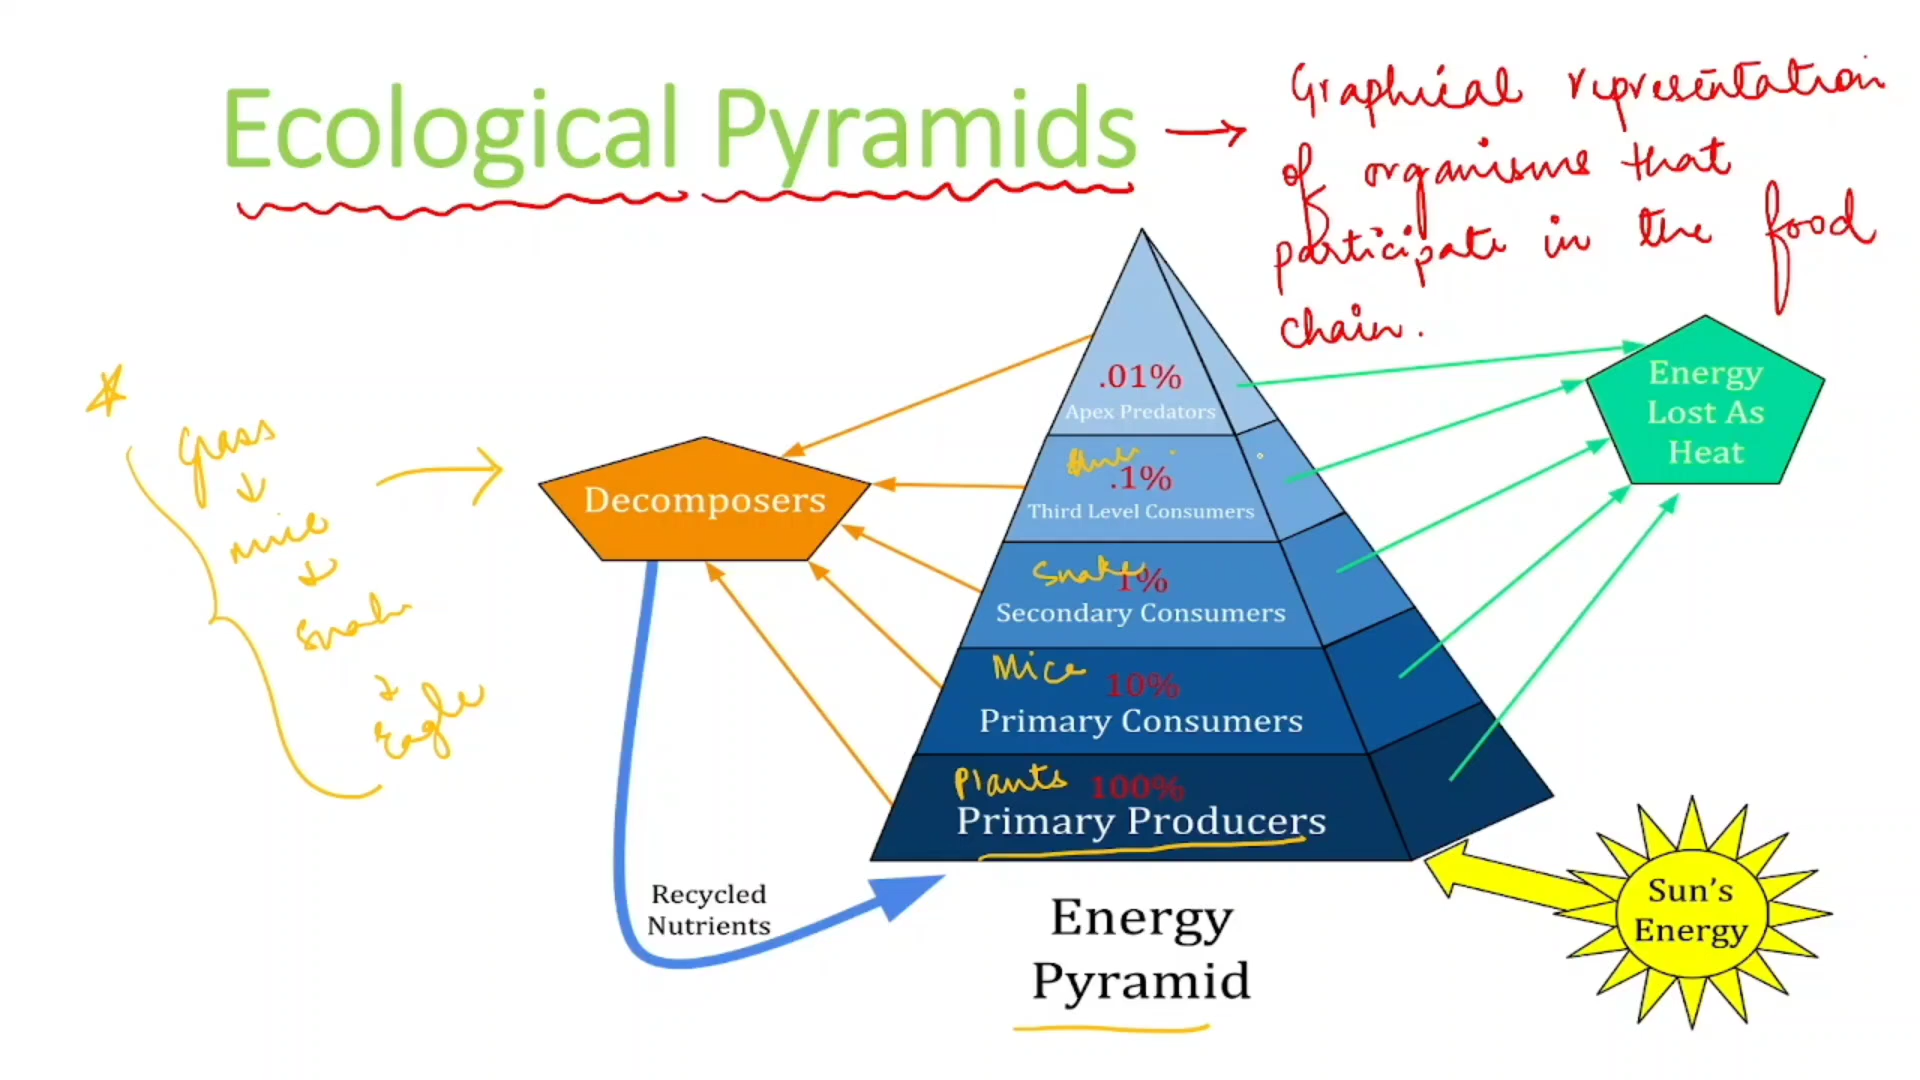 Ecological Pyramids
Graphical representation
of organisms that
participate in the food
chain.
Grass
mice
Snake
Eagle
Decomposers
Recycled
Nutrients
.01%
Apex Predators
.1%
Third Level Consumers
Snake
1%
Secondary Consumers
Mice
10%
Primary Consumers
Plants
100%
Primary Producers
Energy
Pyramid
Energy
Lost As
Heat
Sun's
Energy